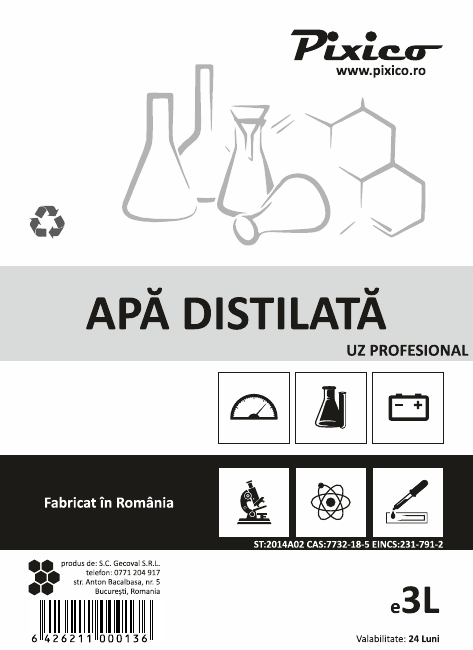 Pixico
www.pixico.ro
APĂ DISTILATĂ
UZ PROFESIONAL
Fabricat în România
ST:2014A02 CAS:7732-18-5 EINCS:231-791-2
produs de: S.C. Gecoval S.R.L.
telefon: 0771 204 917
str. Anton Bacalbasa, nr. 5
București, Romania
6 426211 000136
e3L
Valabilitate: 24 Luni